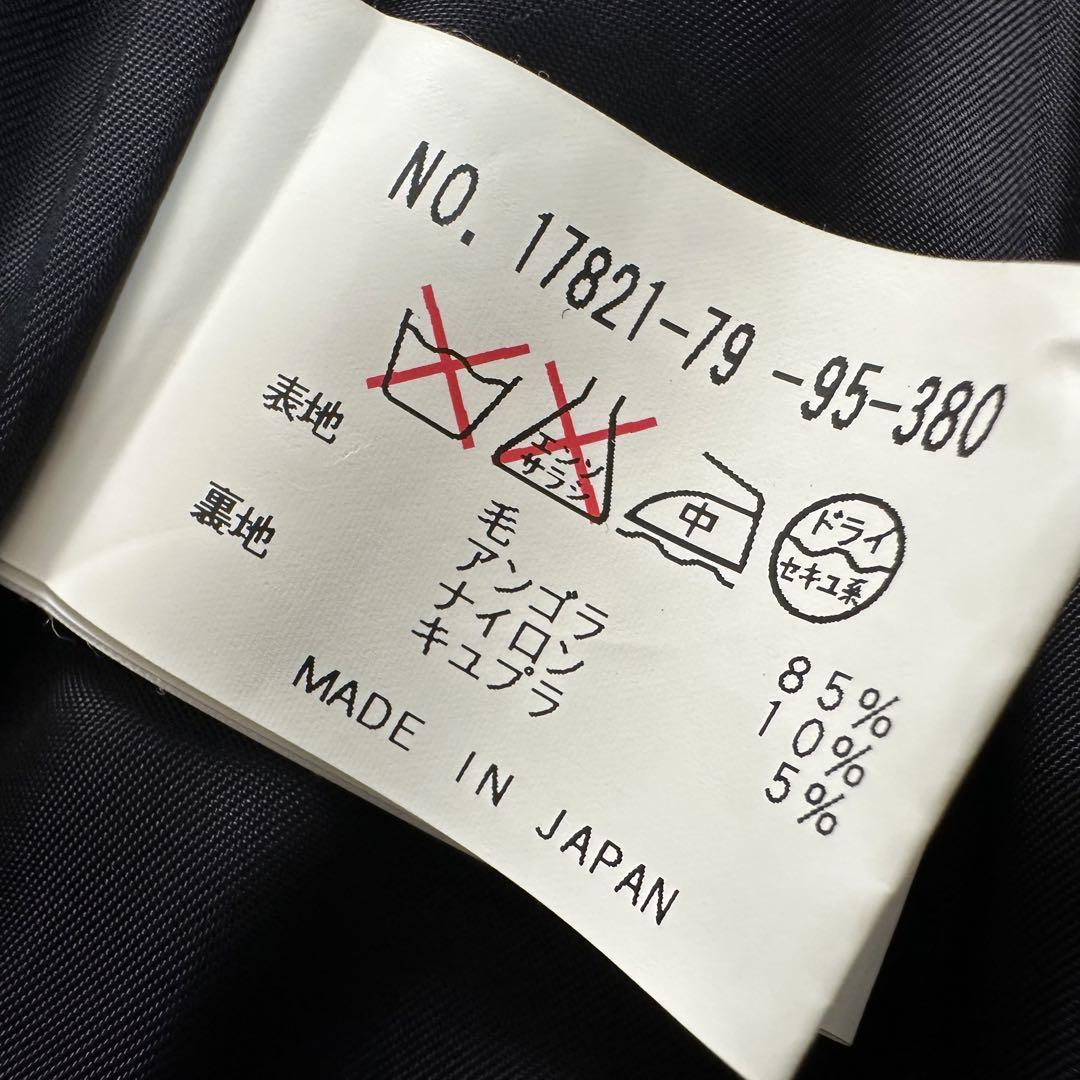 NO. 17821-79 -95-380
エンソ
サラシ
中
ドライ
セキユ系
表地 毛 85%
アンゴラ 10%
ナイロン 5%
裏地 キュプラ
MADE IN JAPAN